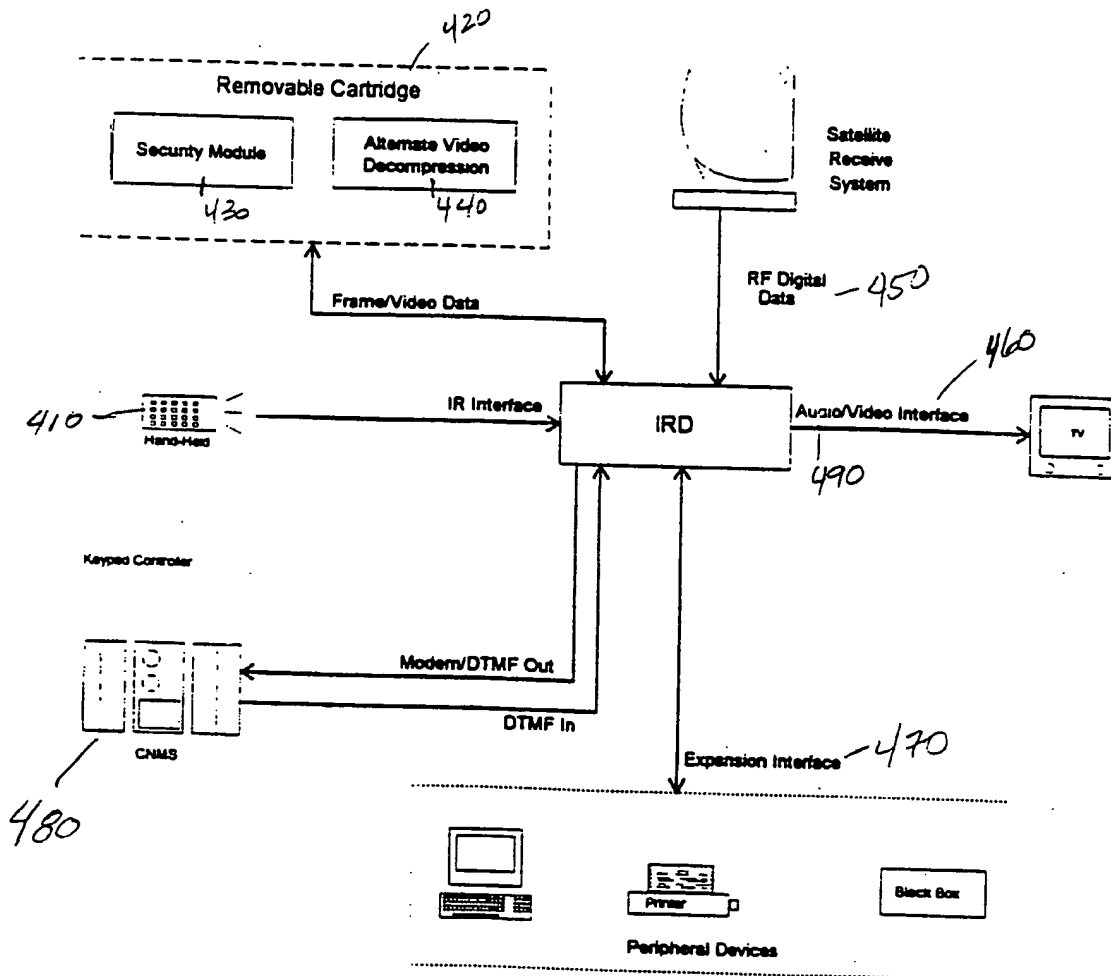 420
Removable Cartridge
Security Module
430
Alternate Video
Decompression
440
Satellite
Receive
System
RF Digital
Data
450
Frame/Video Data
460
410
Hand-Held
IR Interface
IRD
Audio/Video Interface
490
TV
Keypad Controller
Modem/DTMF Out
DTMF In
CNMS
480
Expansion Interface
470
Printer
Black Box
Peripheral Devices